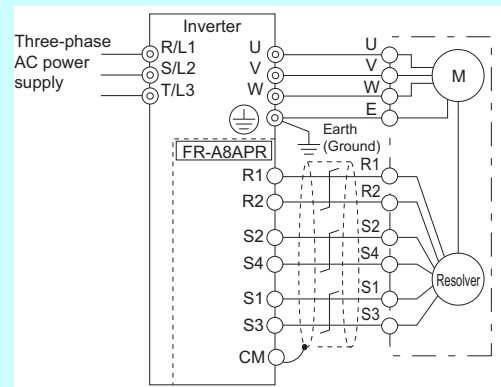 Inverter
Three-phase
AC power
supply
R/L1
S/L2
T/L3
U
V
W
U
V
W
E
M
Earth
(Ground)
FR-A8APR
R1
R2
S2
S4
S1
S3
CM
R1
R2
S2
S4
S1
S3
Resolver